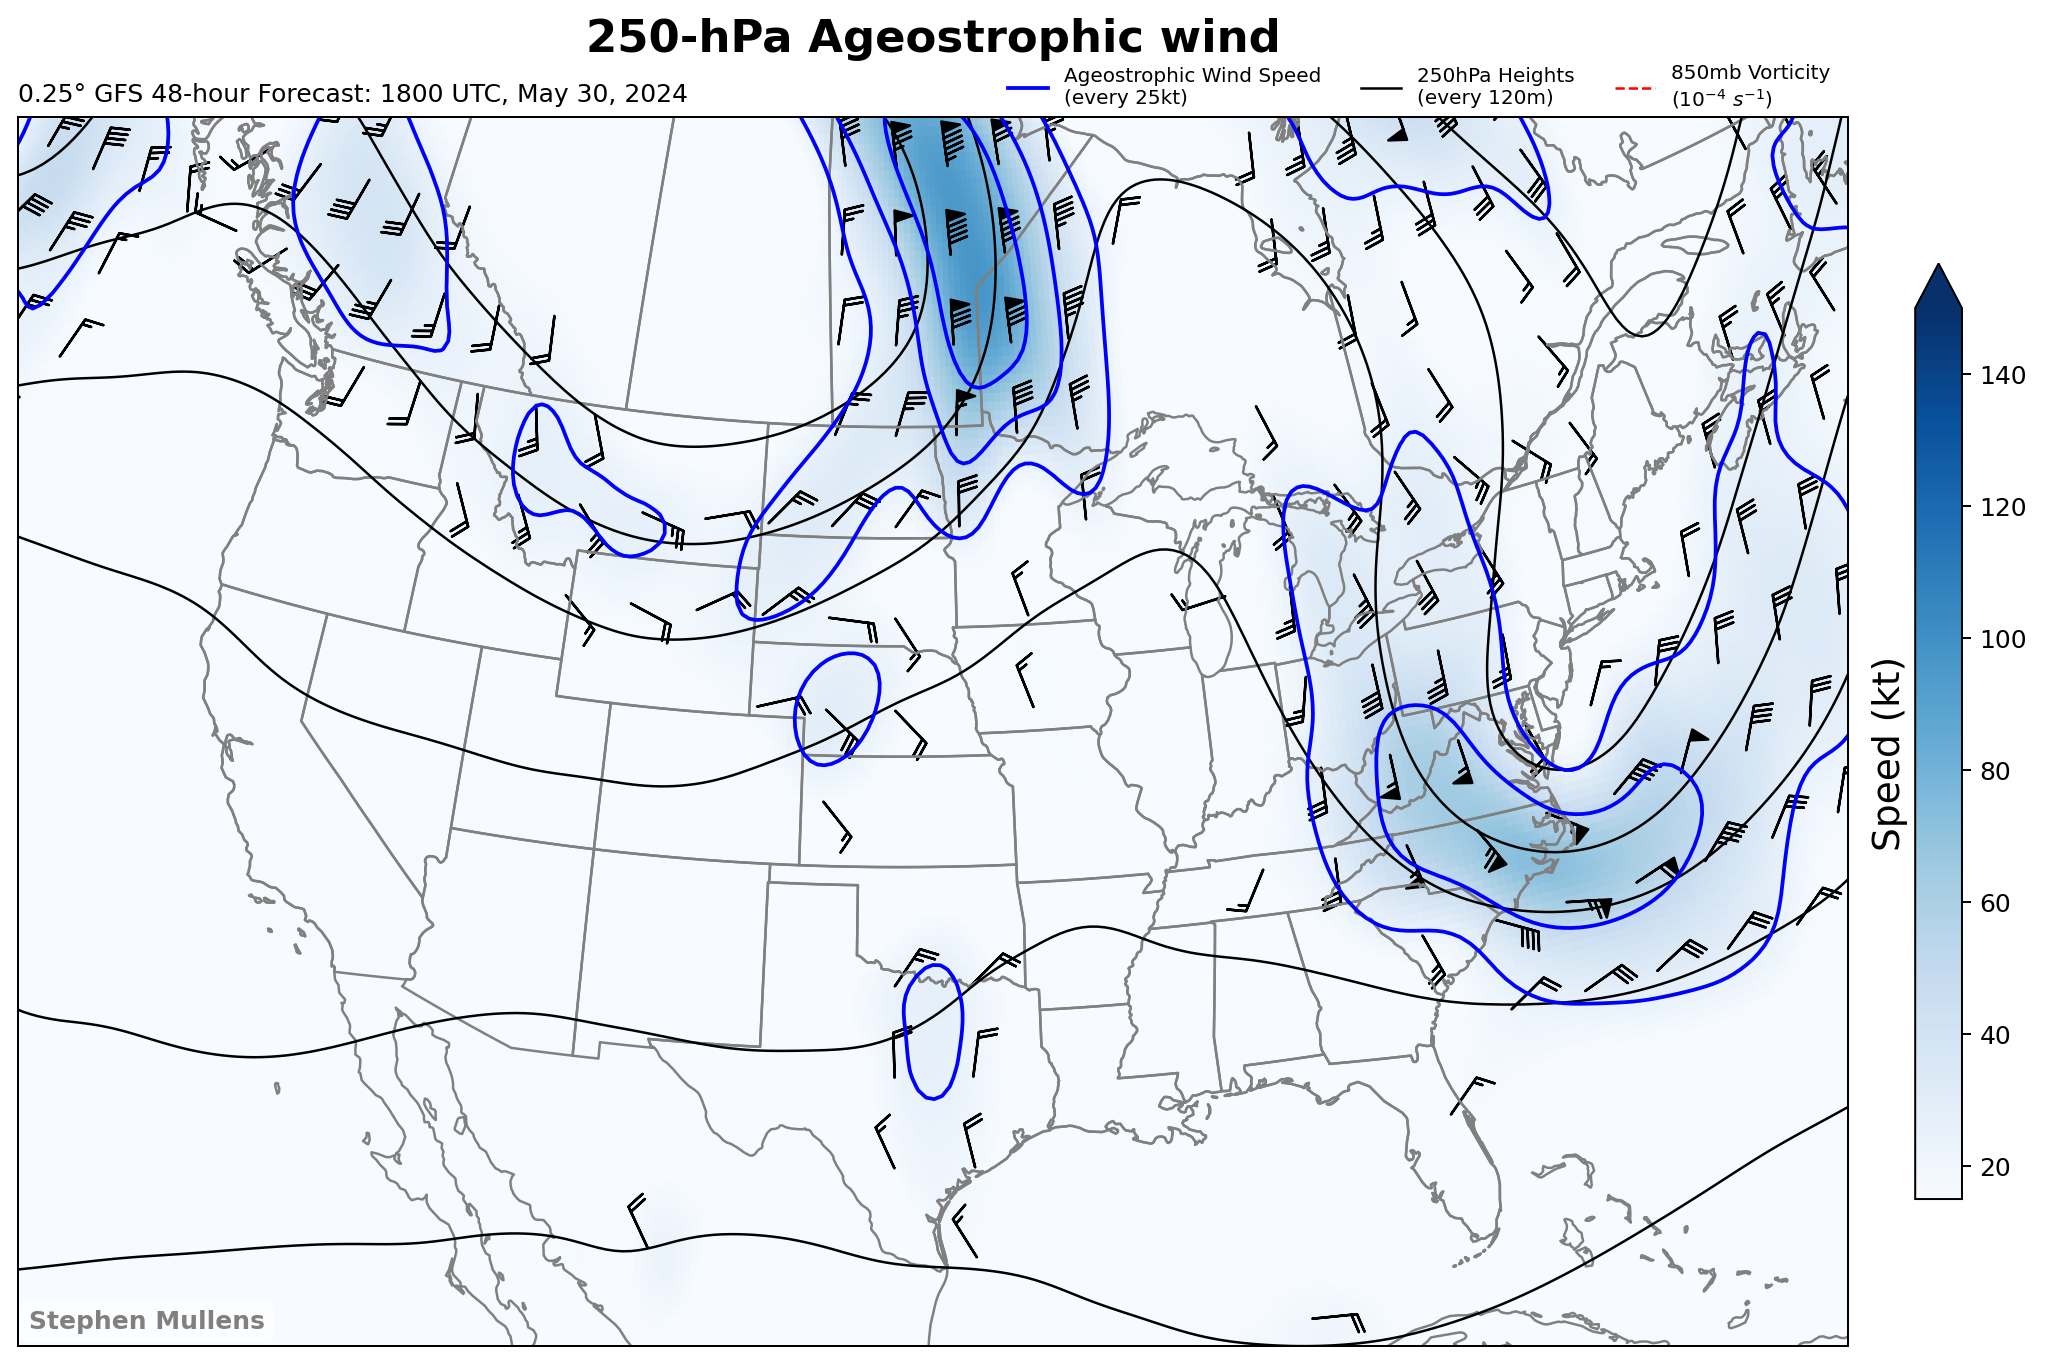 250-hPa Ageostrophic wind
0.25° GFS 48-hour Forecast: 1800 UTC, May 30, 2024
Ageostrophic Wind Speed
(every 25kt)
250hPa Heights
(every 120m)
850mb Vorticity
(10⁻⁴ s⁻¹)
140
120
100
80
60
40
20
Speed (kt)
Stephen Mullens